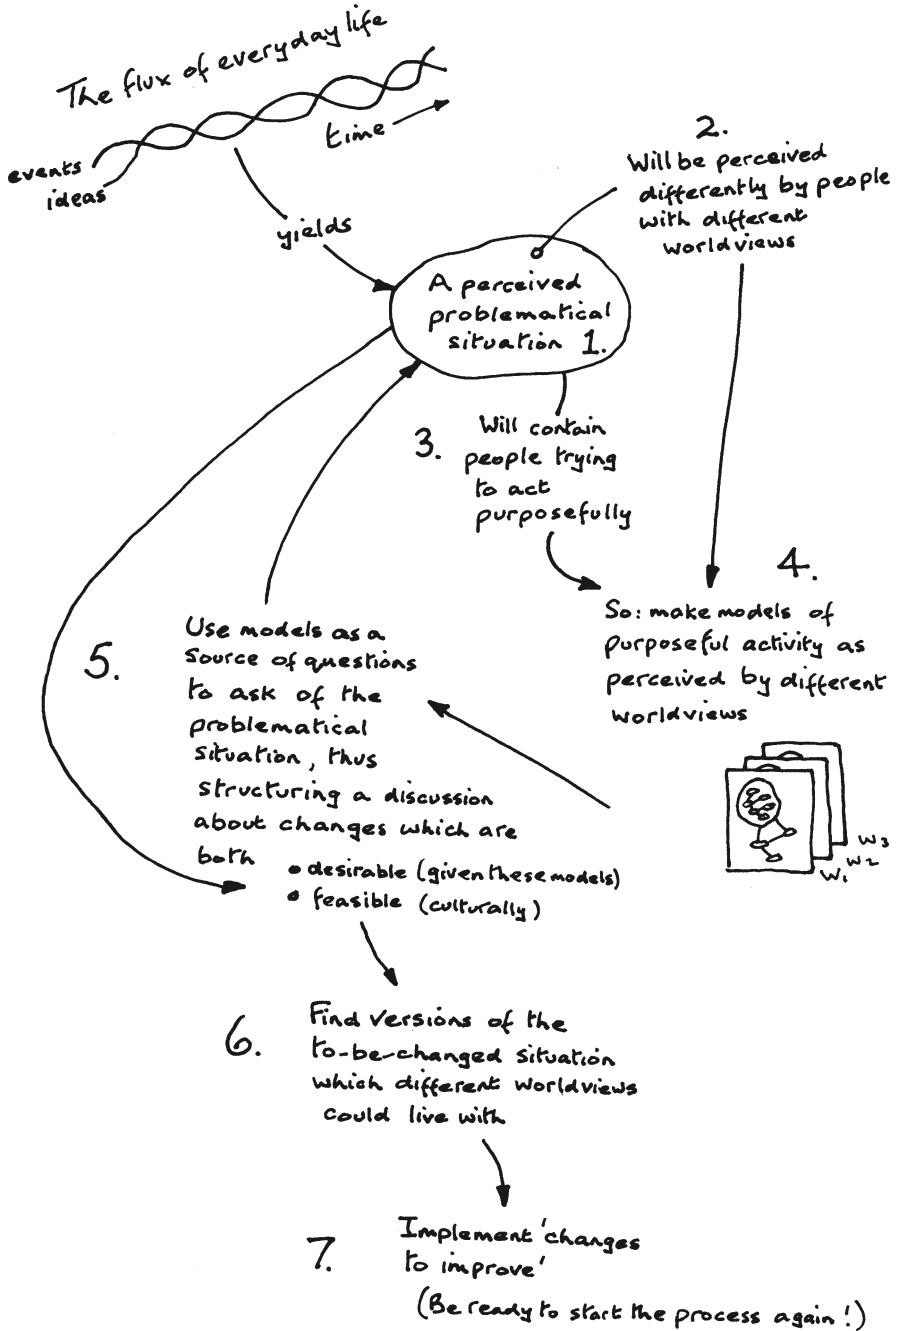 The flux of everyday life
time
events
ideas
yields
2.
Will be perceived
differently by people
with different
worldviews
A perceived
problematical
situation 1.
3.
Will contain
people trying
to act
purposefully
4.
So: make models of
purposeful activity as
perceived by different
worldviews
W3
W2
W1
5.
Use models as a
Source of questions
to ask of the
problematical
situation, thus
structuring a discussion
about changes which are
both
• desirable (given these models)
• feasible (culturally)
6.
Find versions of the
to-be-changed situation
which different worldviews
could live with
7.
Implement 'changes
to improve'
(Be ready to start the process again!)